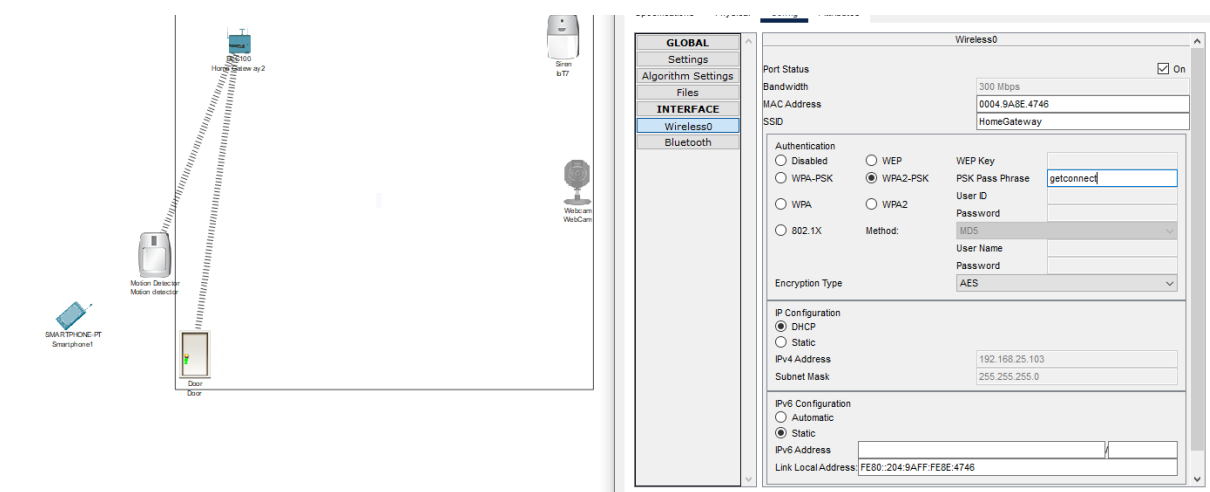 DLC100
Home Gateway2
Siren
IoT7
Webcam
WebCam
Motion Detector
Motion detector
SMARTPHONE-PT
Smartphone1
Door
Door
GLOBAL
Settings
Algorithm Settings
Files
INTERFACE
Wireless0
Bluetooth
Wireless0
Port Status On
Bandwidth 300 Mbps
MAC Address 0004.9A8E.4746
SSID HomeGateway
Authentication
Disabled WEP WEP Key
WPA-PSK WPA2-PSK PSK Pass Phrase getconnect
User ID
WPA WPA2 Password
802.1X Method: MD5
User Name
Password
Encryption Type AES
IP Configuration
DHCP
Static
IPv4 Address 192.168.25.103
Subnet Mask 255.255.255.0
IPv6 Configuration
Automatic
Static
IPv6 Address /
Link Local Address: FE80::204:9AFF:FE8E:4746